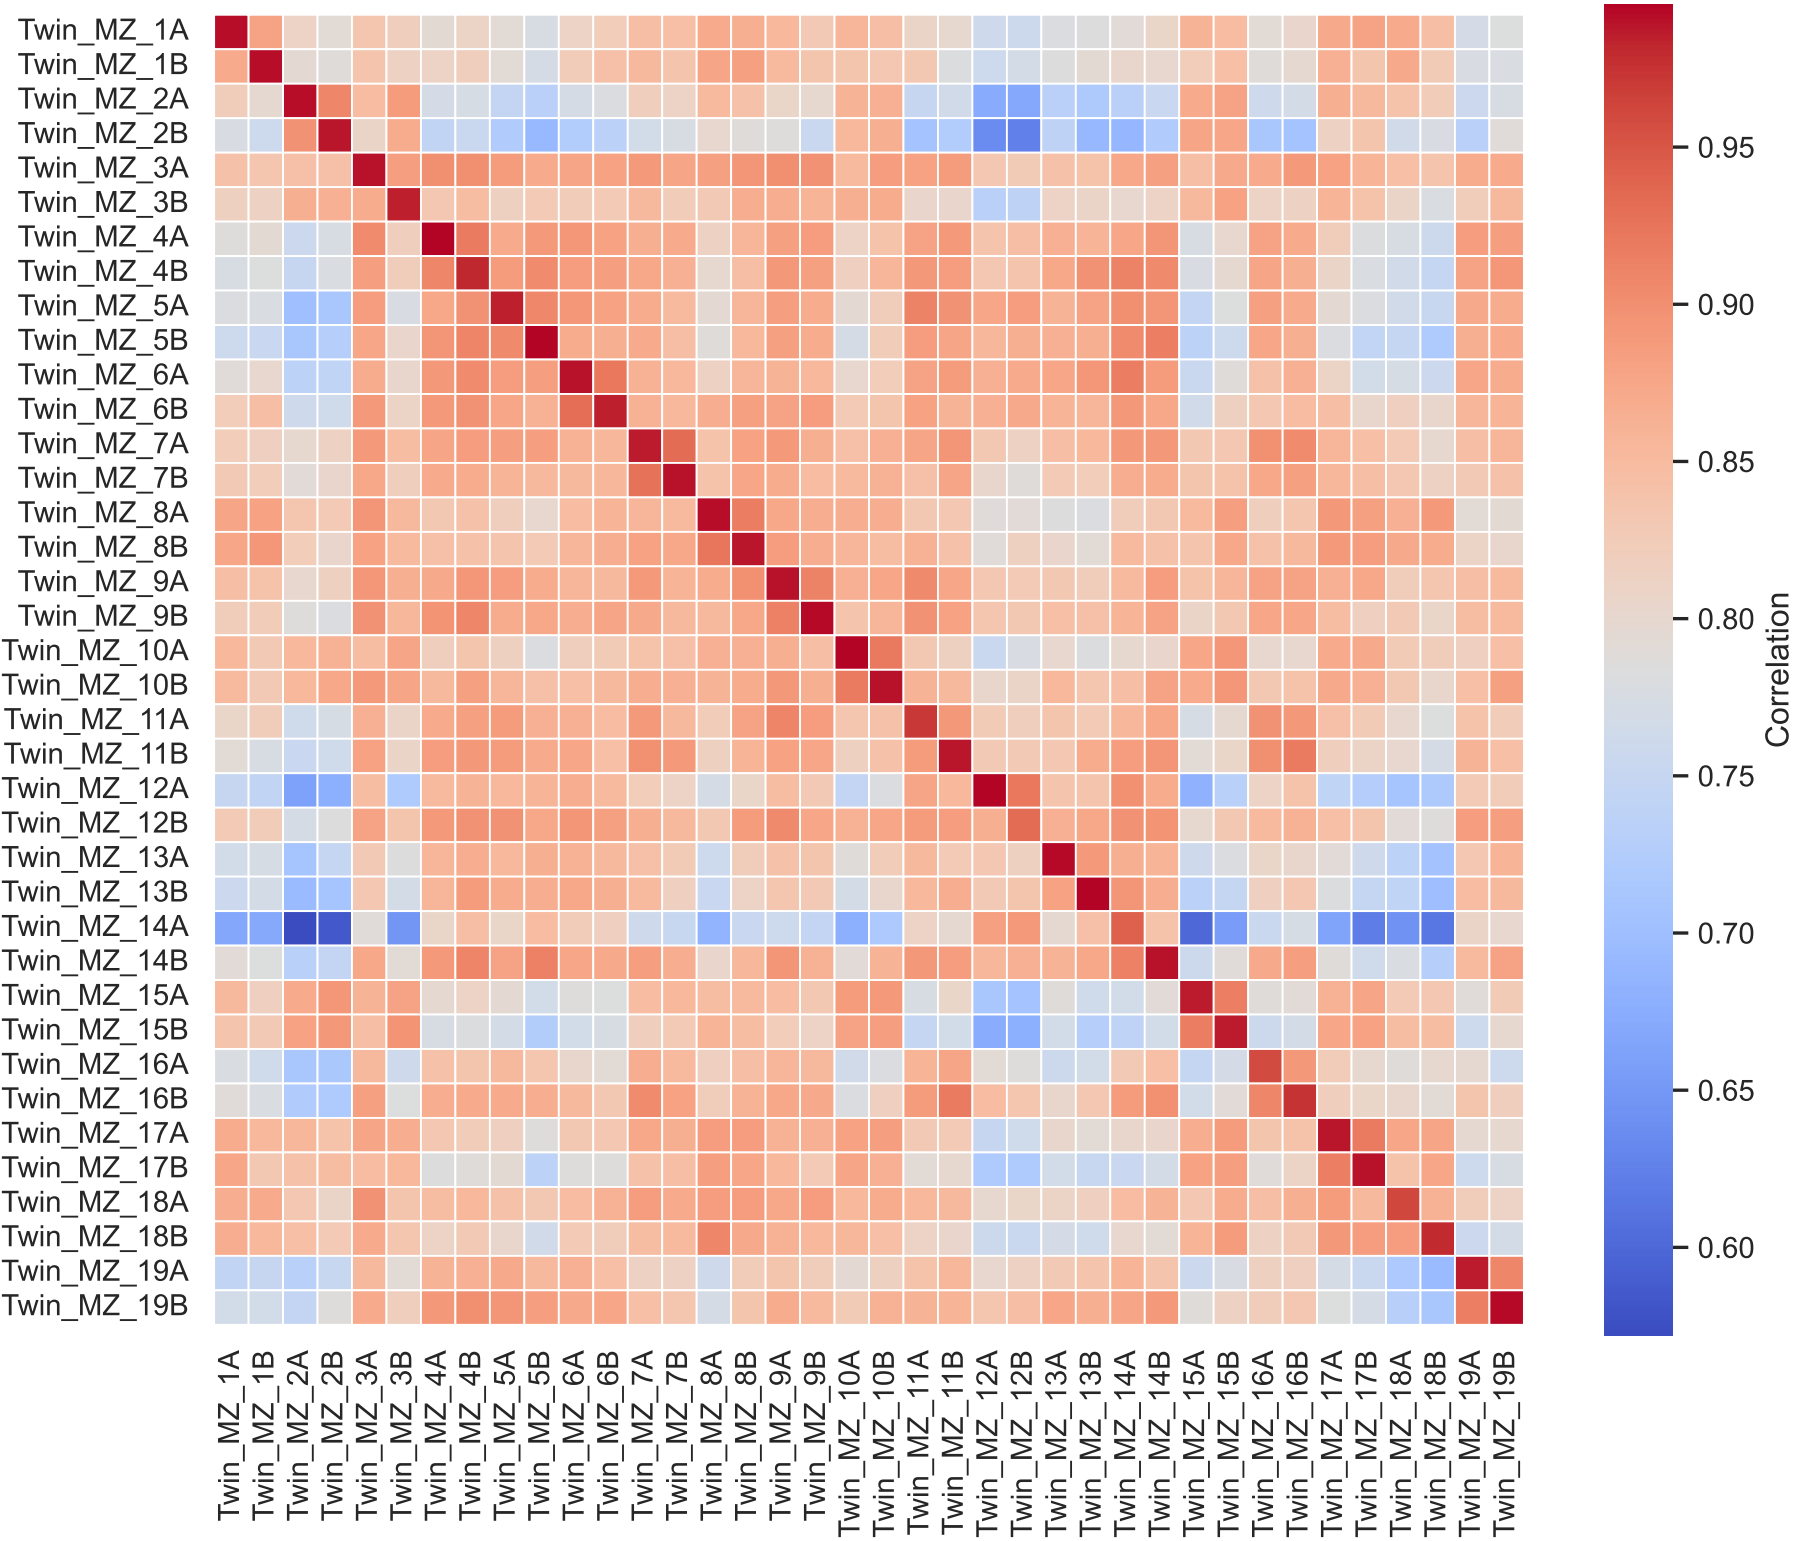 Twin_MZ_1A
Twin_MZ_1B
Twin_MZ_2A
Twin_MZ_2B
Twin_MZ_3A
Twin_MZ_3B
Twin_MZ_4A
Twin_MZ_4B
Twin_MZ_5A
Twin_MZ_5B
Twin_MZ_6A
Twin_MZ_6B
Twin_MZ_7A
Twin_MZ_7B
Twin_MZ_8A
Twin_MZ_8B
Twin_MZ_9A
Twin_MZ_9B
Twin_MZ_10A
Twin_MZ_10B
Twin_MZ_11A
Twin_MZ_11B
Twin_MZ_12A
Twin_MZ_12B
Twin_MZ_13A
Twin_MZ_13B
Twin_MZ_14A
Twin_MZ_14B
Twin_MZ_15A
Twin_MZ_15B
Twin_MZ_16A
Twin_MZ_16B
Twin_MZ_17A
Twin_MZ_17B
Twin_MZ_18A
Twin_MZ_18B
Twin_MZ_19A
Twin_MZ_19B
Twin_MZ_1A
Twin_MZ_1B
Twin_MZ_2A
Twin_MZ_2B
Twin_MZ_3A
Twin_MZ_3B
Twin_MZ_4A
Twin_MZ_4B
Twin_MZ_5A
Twin_MZ_5B
Twin_MZ_6A
Twin_MZ_6B
Twin_MZ_7A
Twin_MZ_7B
Twin_MZ_8A
Twin_MZ_8B
Twin_MZ_9A
Twin_MZ_9B
Twin_MZ_10A
Twin_MZ_10B
Twin_MZ_11A
Twin_MZ_11B
Twin_MZ_12A
Twin_MZ_12B
Twin_MZ_13A
Twin_MZ_13B
Twin_MZ_14A
Twin_MZ_14B
Twin_MZ_15A
Twin_MZ_15B
Twin_MZ_16A
Twin_MZ_16B
Twin_MZ_17A
Twin_MZ_17B
Twin_MZ_18A
Twin_MZ_18B
Twin_MZ_19A
Twin_MZ_19B
0.95
0.90
0.85
0.80
0.75
0.70
0.65
0.60
Correlation